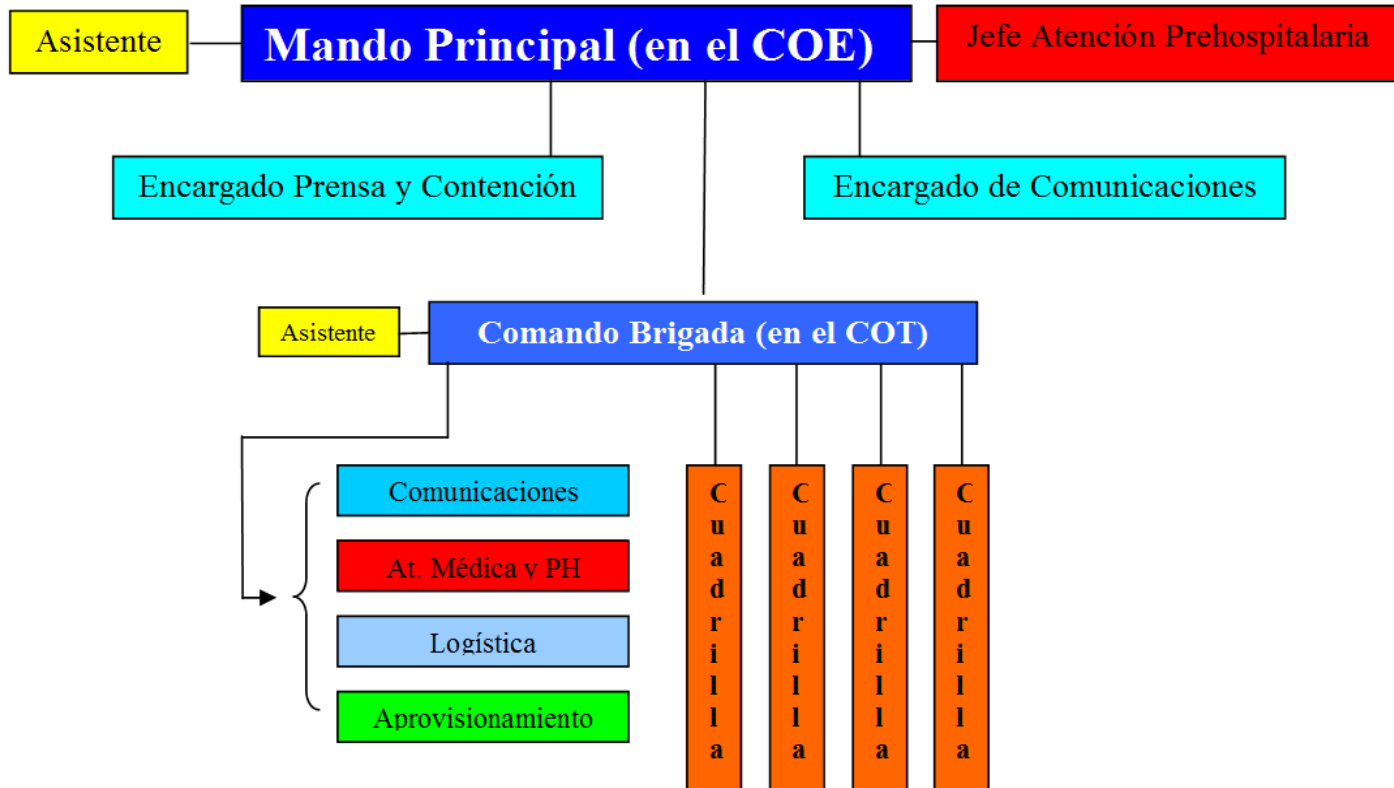 Asistente
Mando Principal (en el COE)
Jefe Atención Prehospitalaria
Encargado Prensa y Contención
Encargado de Comunicaciones
Asistente
Comando Brigada (en el COT)
Comunicaciones
At. Médica y PH
Logística
Aprovisionamiento
Cuadrilla
Cuadrilla
Cuadrilla
Cuadrilla